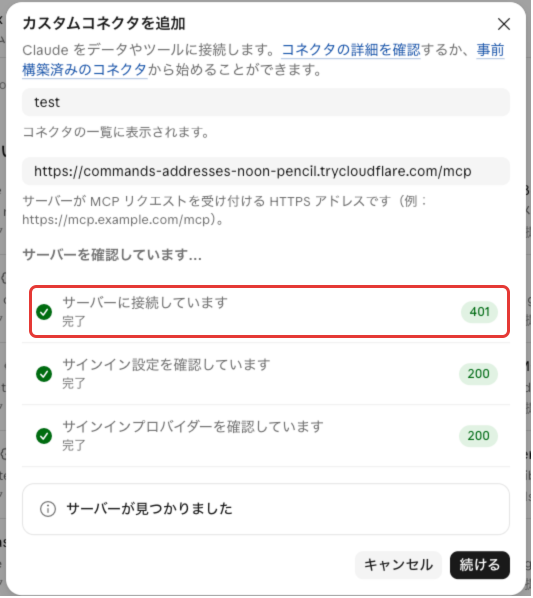 カスタムコネクタを追加
Claude をデータやツールに接続します。コネクタの詳細を確認するか、事前
構築済みのコネクタから始めることができます。
test
コネクタの一覧に表示されます。
https://commands-addresses-noon-pencil.trycloudflare.com/mcp
サーバーが MCP リクエストを受け付ける HTTPS アドレスです（例：
https://mcp.example.com/mcp）。
サーバーを確認しています...
サーバーに接続しています
完了
401
サインイン設定を確認しています
完了
200
サインインプロバイダーを確認しています
完了
200
サーバーが見つかりました
キャンセル
続ける